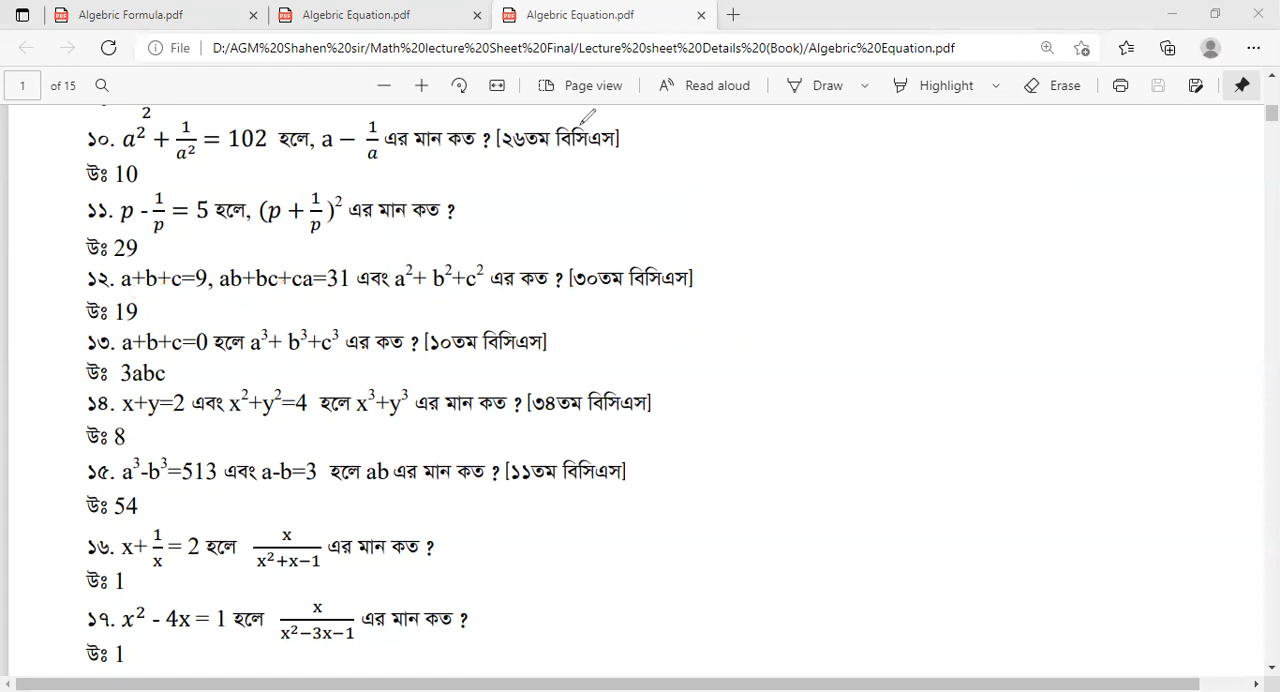 Algebric Formula.pdf
Algebric Equation.pdf
Algebric Equation.pdf
File
D:/AGM%20Shahen%20sir/Math%20lecture%20Sheet%20Final/Lecture%20sheet%20Details%20(Book)/Algebric%20Equation.pdf
1 of 15
Page view
Read aloud
Draw
Highlight
Erase
2
১০. a² + 1/a² = 102 হলে, a − 1/a এর মান কত ? [২৬তম বিসিএস]
উঃ 10
১১. p - 1/p = 5 হলে, (p + 1/p)² এর মান কত ?
উঃ 29
১২. a+b+c=9, ab+bc+ca=31 এবং a²+ b²+c² এর কত ? [৩০তম বিসিএস]
উঃ 19
১৩. a+b+c=0 হলে a³+ b³+c³ এর কত ? [১০তম বিসিএস]
উঃ 3abc
১৪. x+y=2 এবং x²+y²=4 হলে x³+y³ এর মান কত ? [৩৪তম বিসিএস]
উঃ 8
১৫. a³-b³=513 এবং a-b=3 হলে ab এর মান কত ? [১১তম বিসিএস]
উঃ 54
১৬. x+ 1/x = 2 হলে x/(x²+x−1) এর মান কত ?
উঃ 1
১৭. x² - 4x = 1 হলে x/(x²−3x−1) এর মান কত ?
উঃ 1